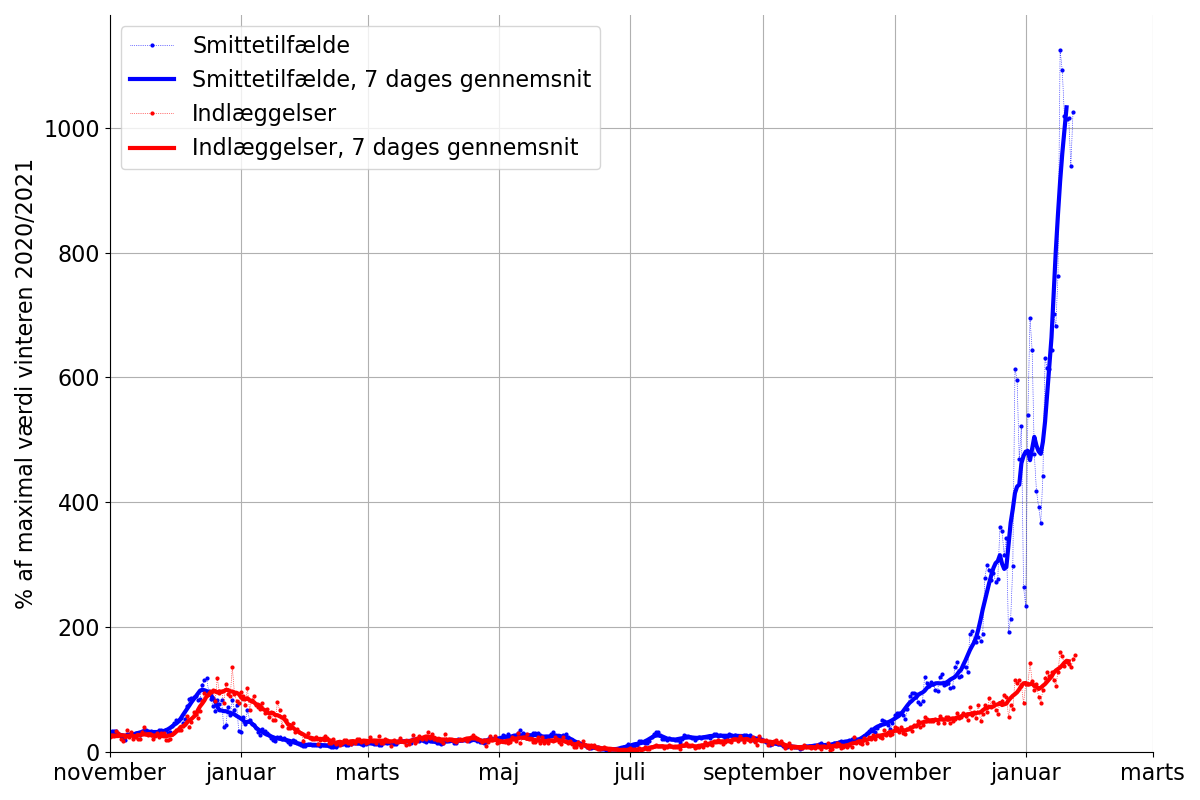 Smittetilfælde
Smittetilfælde, 7 dages gennemsnit
Indlæggelser
Indlæggelser, 7 dages gennemsnit
% af maximal værdi vinteren 2020/2021
1000
800
600
400
200
0
november januar marts maj juli september november januar marts